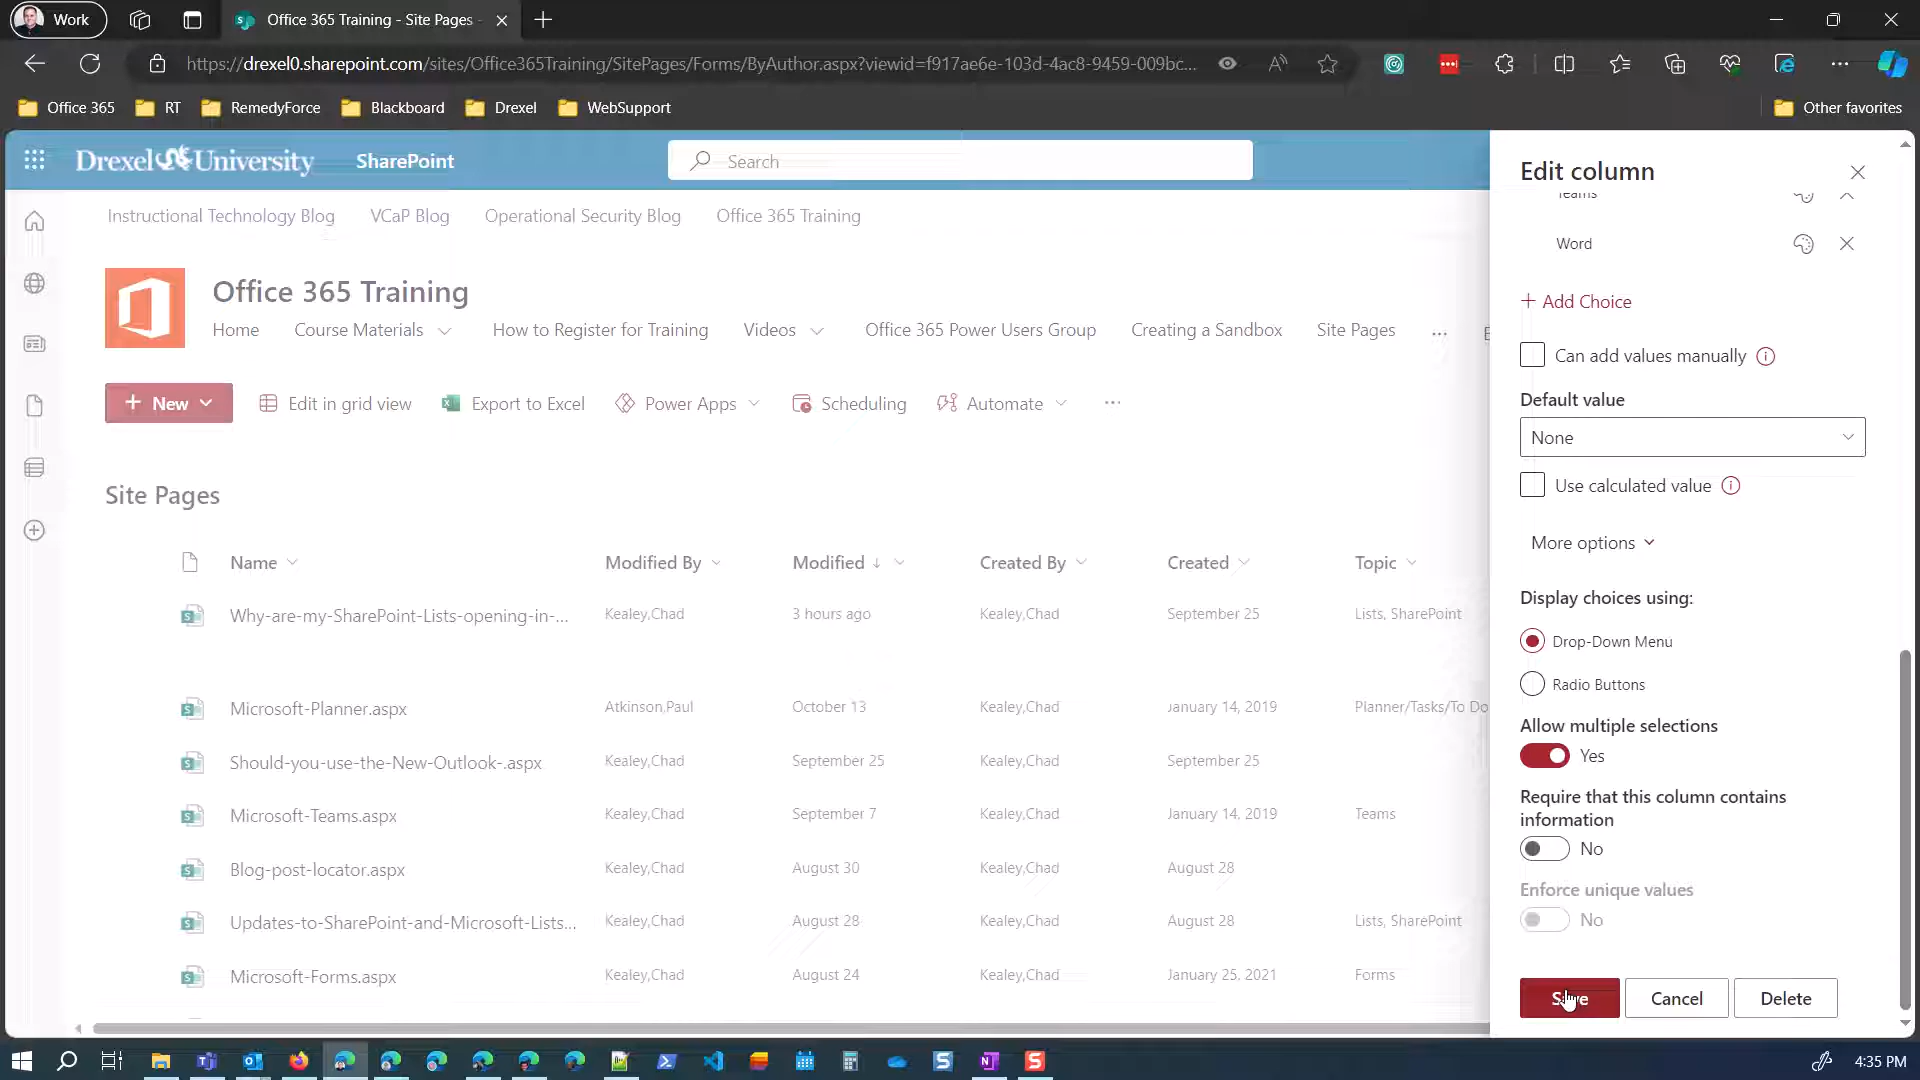 Work
Office 365 Training - Site Pages -
https://drexel0.sharepoint.com/sites/Office365Training/SitePages/Forms/ByAuthor.aspx?viewid=f917ae6e-103d-4ac8-9459-009bc...
Office 365 RT RemedyForce Blackboard Drexel WebSupport Other favorites
Drexel University SharePoint Search
Instructional Technology Blog VCaP Blog Operational Security Blog Office 365 Training
Office 365 Training
Home Course Materials How to Register for Training Videos Office 365 Power Users Group Creating a Sandbox Site Pages ...
New Edit in grid view Export to Excel Power Apps Scheduling Automate ...
Site Pages
Name Modified By Modified ↓ Created By Created Topic
Why-are-my-SharePoint-Lists-opening-in-... Kealey,Chad 3 hours ago Kealey,Chad September 25 Lists, SharePoint
Microsoft-Planner.aspx Atkinson,Paul October 13 Kealey,Chad January 14, 2019 Planner/Tasks/To Do
Should-you-use-the-New-Outlook-.aspx Kealey,Chad September 25 Kealey,Chad September 25
Microsoft-Teams.aspx Kealey,Chad September 7 Kealey,Chad January 14, 2019 Teams
Blog-post-locator.aspx Kealey,Chad August 30 Kealey,Chad August 28
Updates-to-SharePoint-and-Microsoft-Lists... Kealey,Chad August 28 Kealey,Chad August 28 Lists, SharePoint
Microsoft-Forms.aspx Kealey,Chad August 24 Kealey,Chad January 25, 2021 Forms
Edit column
Teams
Word
+ Add Choice
Can add values manually
Default value
None
Use calculated value
More options
Display choices using:
Drop-Down Menu
Radio Buttons
Allow multiple selections
Yes
Require that this column contains
information
No
Enforce unique values
No
Save Cancel Delete
4:35 PM